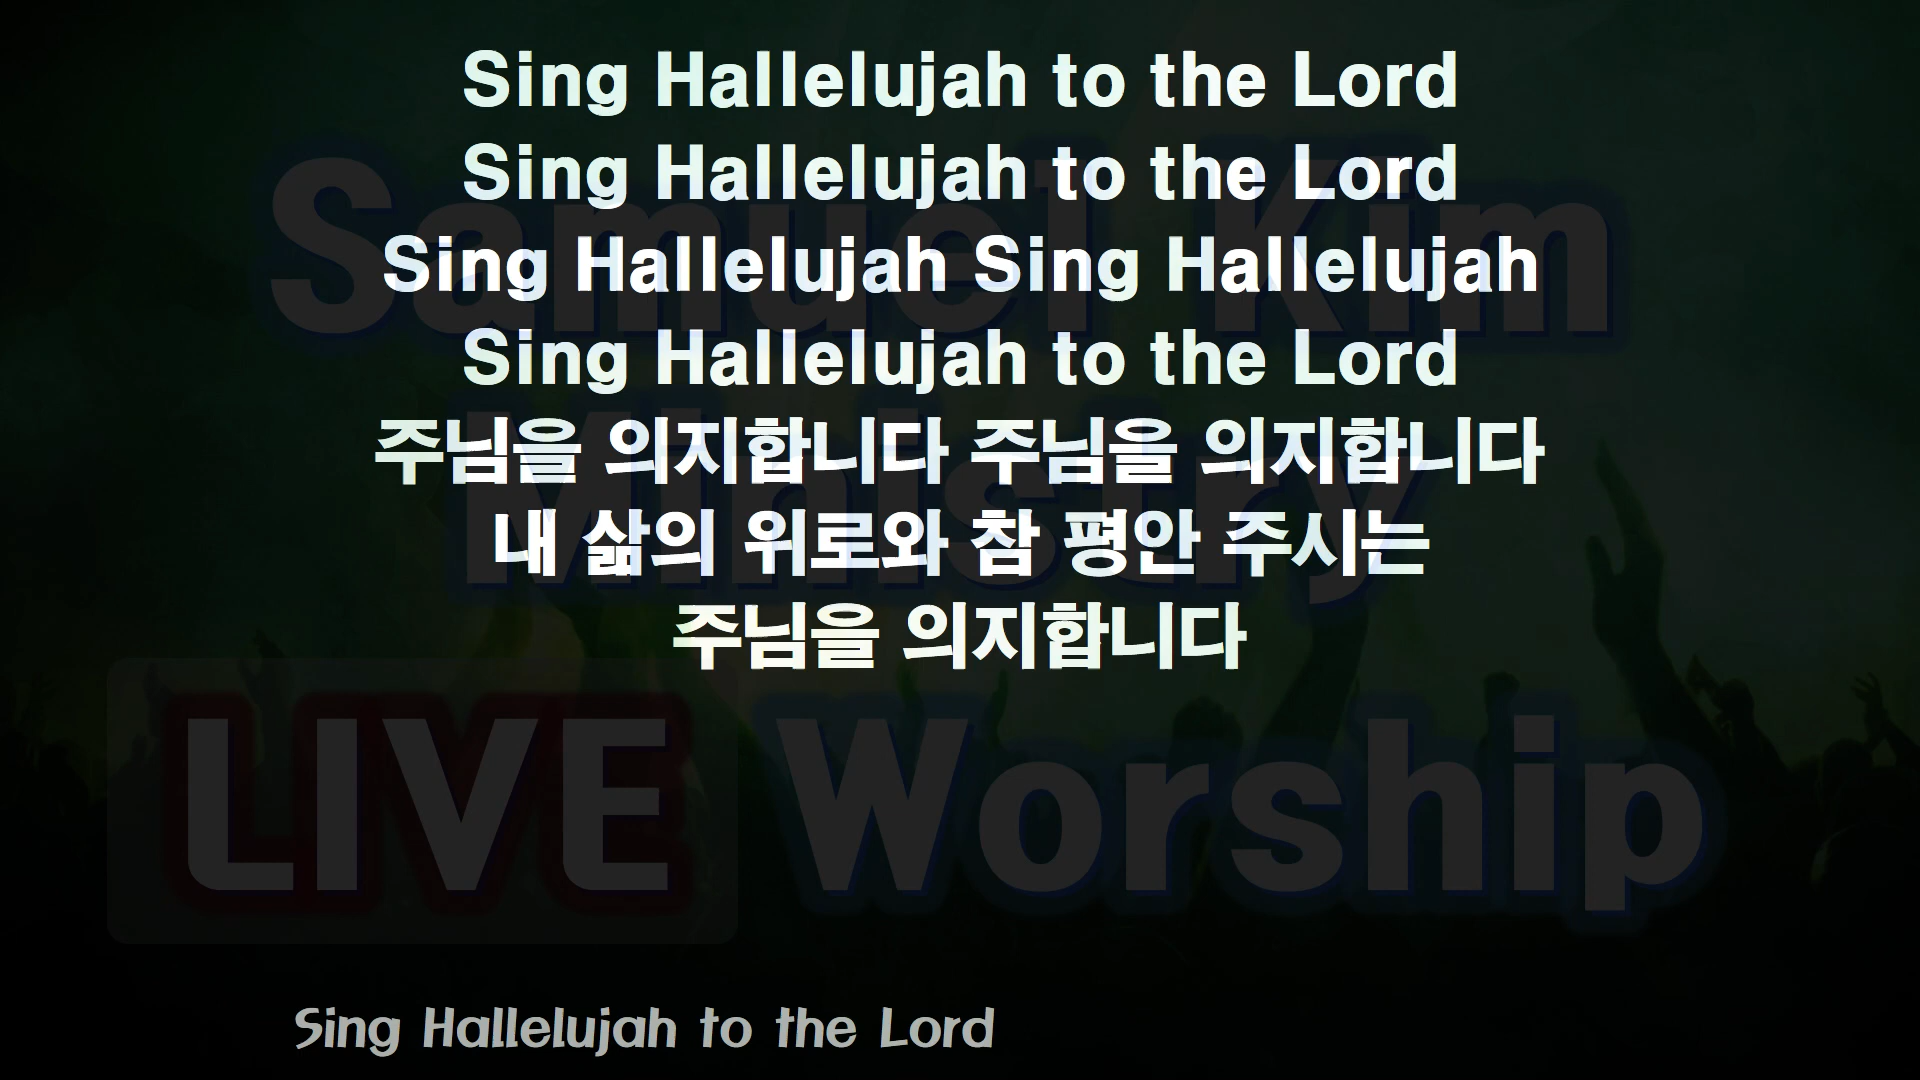 Sing Hallelujah to the Lord
Sing Hallelujah to the Lord
Sing Hallelujah Sing Hallelujah
Sing Hallelujah to the Lord
주님을 의지합니다 주님을 의지합니다
내 삶의 위로와 참 평안 주시는
주님을 의지합니다
Samuel Kim
Ministry
LIVE Worship
Sing Hallelujah to the Lord